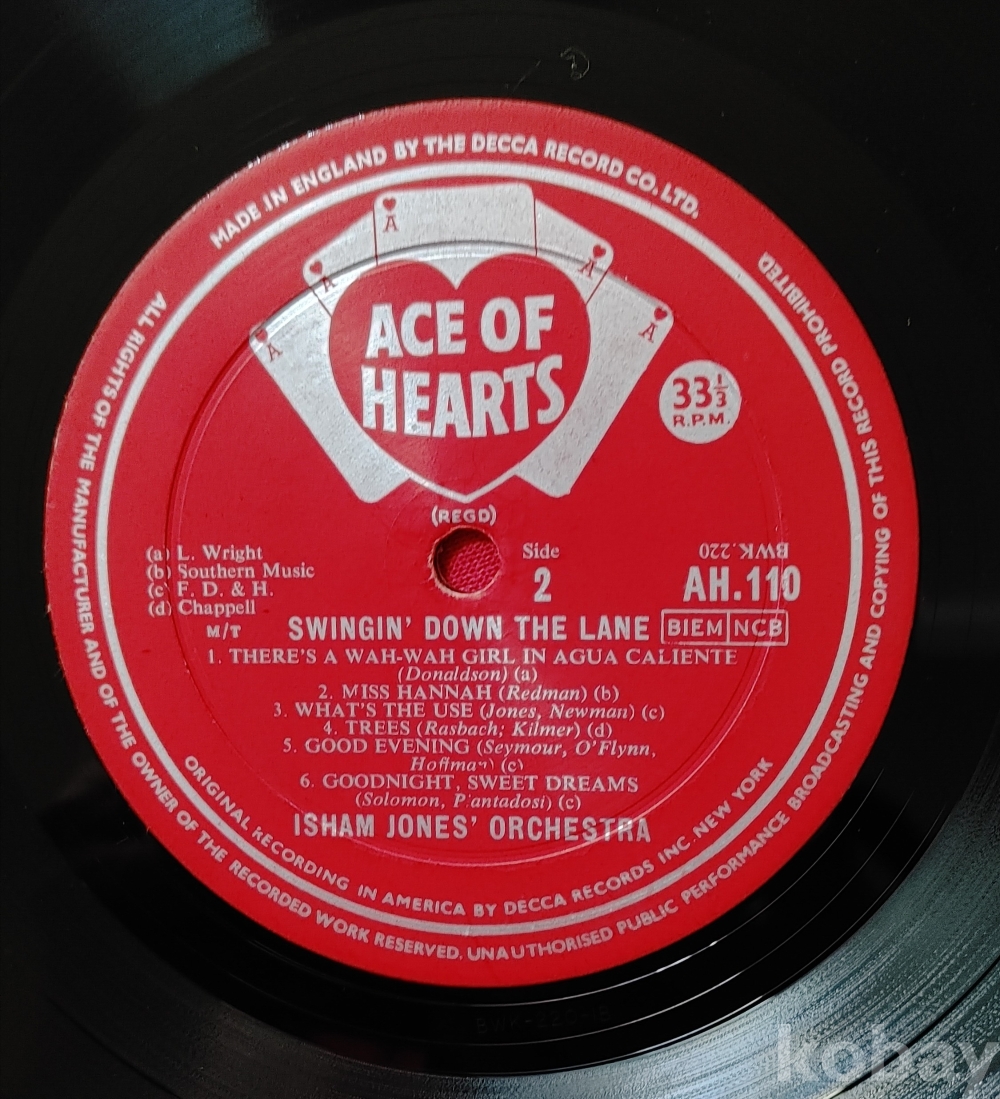 MADE IN ENGLAND BY THE DECCA RECORD CO. LTD.
ALL RIGHTS OF THE MANUFACTURER AND OF THE OWNER OF THE RECORDED WORK RESERVED. UNAUTHORISED PUBLIC PERFORMANCE BROADCASTING AND COPYING OF THIS RECORD PROHIBITED
A
A
A
A
A
ACE OF
HEARTS
33 1/3
R.P.M.
(REGD)
(a) L. Wright
(b) Southern Music
(c) F. D. & H.
(d) Chappell
M/T
Side
2
BWK.220
AH.110
SWINGIN' DOWN THE LANE BIEM NCB
1. THERE'S A WAH-WAH GIRL IN AGUA CALIENTE
(Donaldson) (a)
2. MISS HANNAH (Redman) (b)
3. WHAT'S THE USE (Jones, Newman) (c)
4. TREES (Rasbach; Kilmer) (d)
5. GOOD EVENING (Seymour, O'Flynn,
Hoffman) (c)
6. GOODNIGHT, SWEET DREAMS
(Solomon, Piantadosi) (c)
ISHAM JONES' ORCHESTRA
ORIGINAL RECORDING IN AMERICA BY DECCA RECORDS INC. NEW YORK
kobay